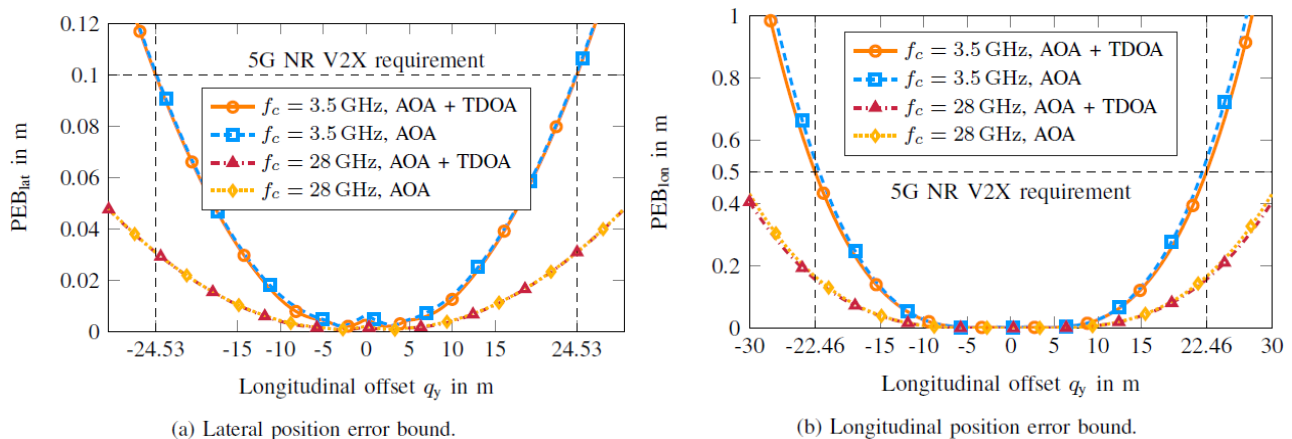 0.12
0.1
0.08
0.06
0.04
0.02
0
PEB_lat in m
5G NR V2X requirement
f_c = 3.5 GHz, AOA + TDOA
f_c = 3.5 GHz, AOA
f_c = 28 GHz, AOA + TDOA
f_c = 28 GHz, AOA
-24.53 -15 -5 0 5 10 15 24.53
Longitudinal offset q_y in m
(a) Lateral position error bound.
1
0.8
0.6
0.5
0.4
0.2
0
PEB_lon in m
f_c = 3.5 GHz, AOA + TDOA
f_c = 3.5 GHz, AOA
f_c = 28 GHz, AOA + TDOA
f_c = 28 GHz, AOA
5G NR V2X requirement
-30 -22.46 -15 -5 0 5 10 15 22.46 30
Longitudinal offset q_y in m
(b) Longitudinal position error bound.